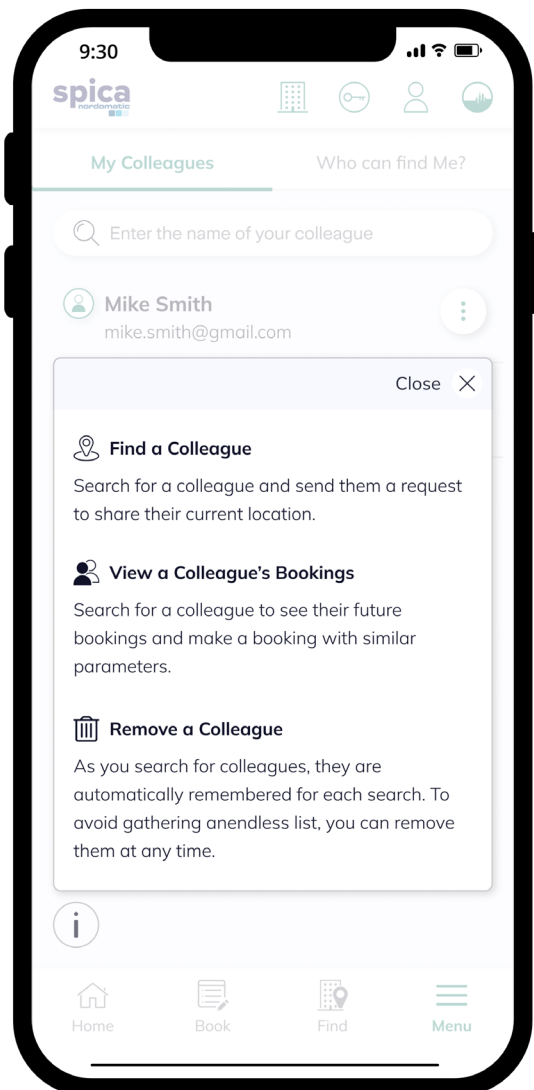 9:30
spica
nordomatic
My Colleagues Who can find Me?
Enter the name of your colleague
Mike Smith
mike.smith@gmail.com
Close
Find a Colleague
Search for a colleague and send them a request
to share their current location.
View a Colleague's Bookings
Search for a colleague to see their future
bookings and make a booking with similar
parameters.
Remove a Colleague
As you search for colleagues, they are
automatically remembered for each search. To
avoid gathering anendless list, you can remove
them at any time.
i
Home Book Find Menu